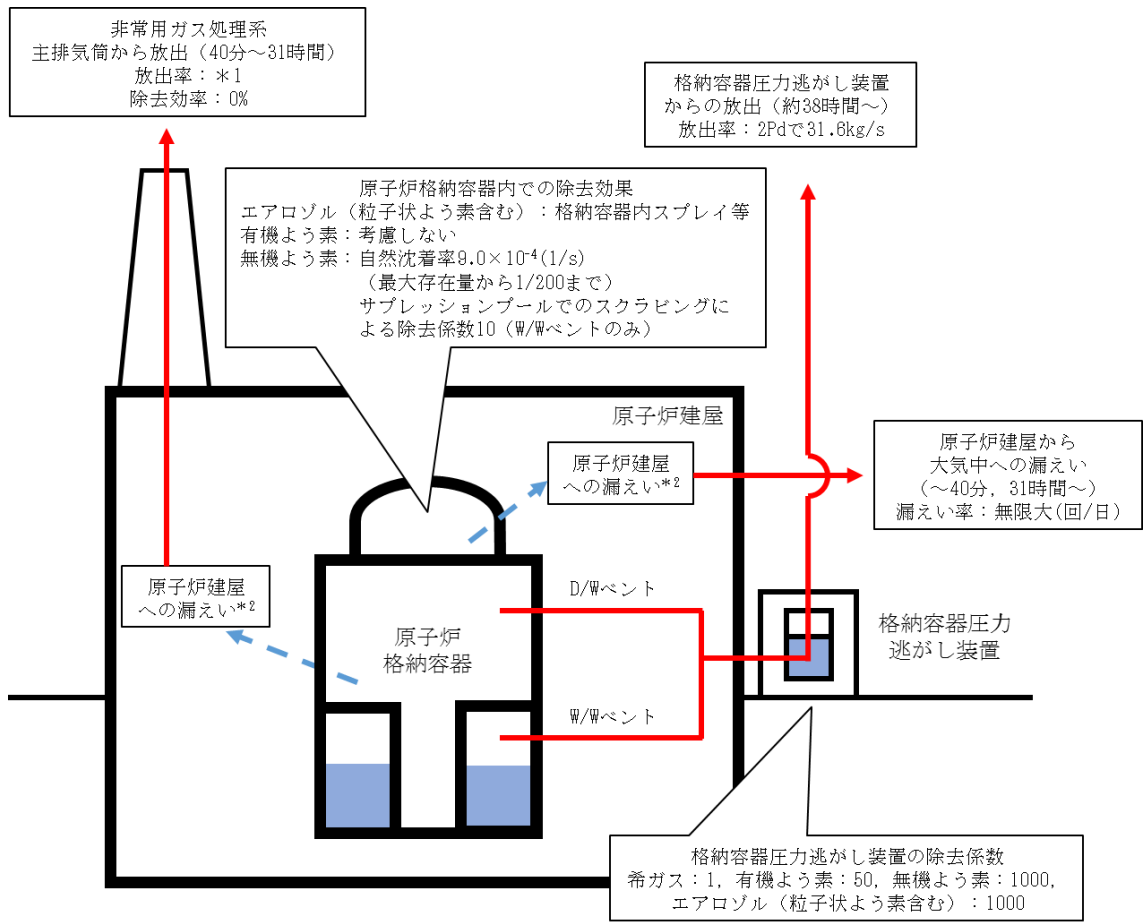 非常用ガス処理系
主排気筒から放出（40分～31時間）
放出率：＊1
除去効率：0%
格納容器圧力逃がし装置
からの放出（約38時間～）
放出率：2Pdで31.6kg/s
原子炉格納容器内での除去効果
エアロゾル（粒子状よう素含む）：格納容器内スプレイ等
有機よう素：考慮しない
無機よう素：自然沈着率9.0×10⁻⁴(1/s)
（最大存在量から1/200まで）
サプレッションプールでのスクラビングに
よる除去係数10（W/Wベントのみ）
原子炉建屋
原子炉建屋
への漏えい*²
原子炉建屋から
大気中への漏えい
（～40分，31時間～）
漏えい率：無限大(回/日)
原子炉建屋
への漏えい*²
原子炉
格納容器
D/Wベント
W/Wベント
格納容器圧力
逃がし装置
格納容器圧力逃がし装置の除去係数
希ガス：1，有機よう素：50，無機よう素：1000，
エアロゾル（粒子状よう素含む）：1000